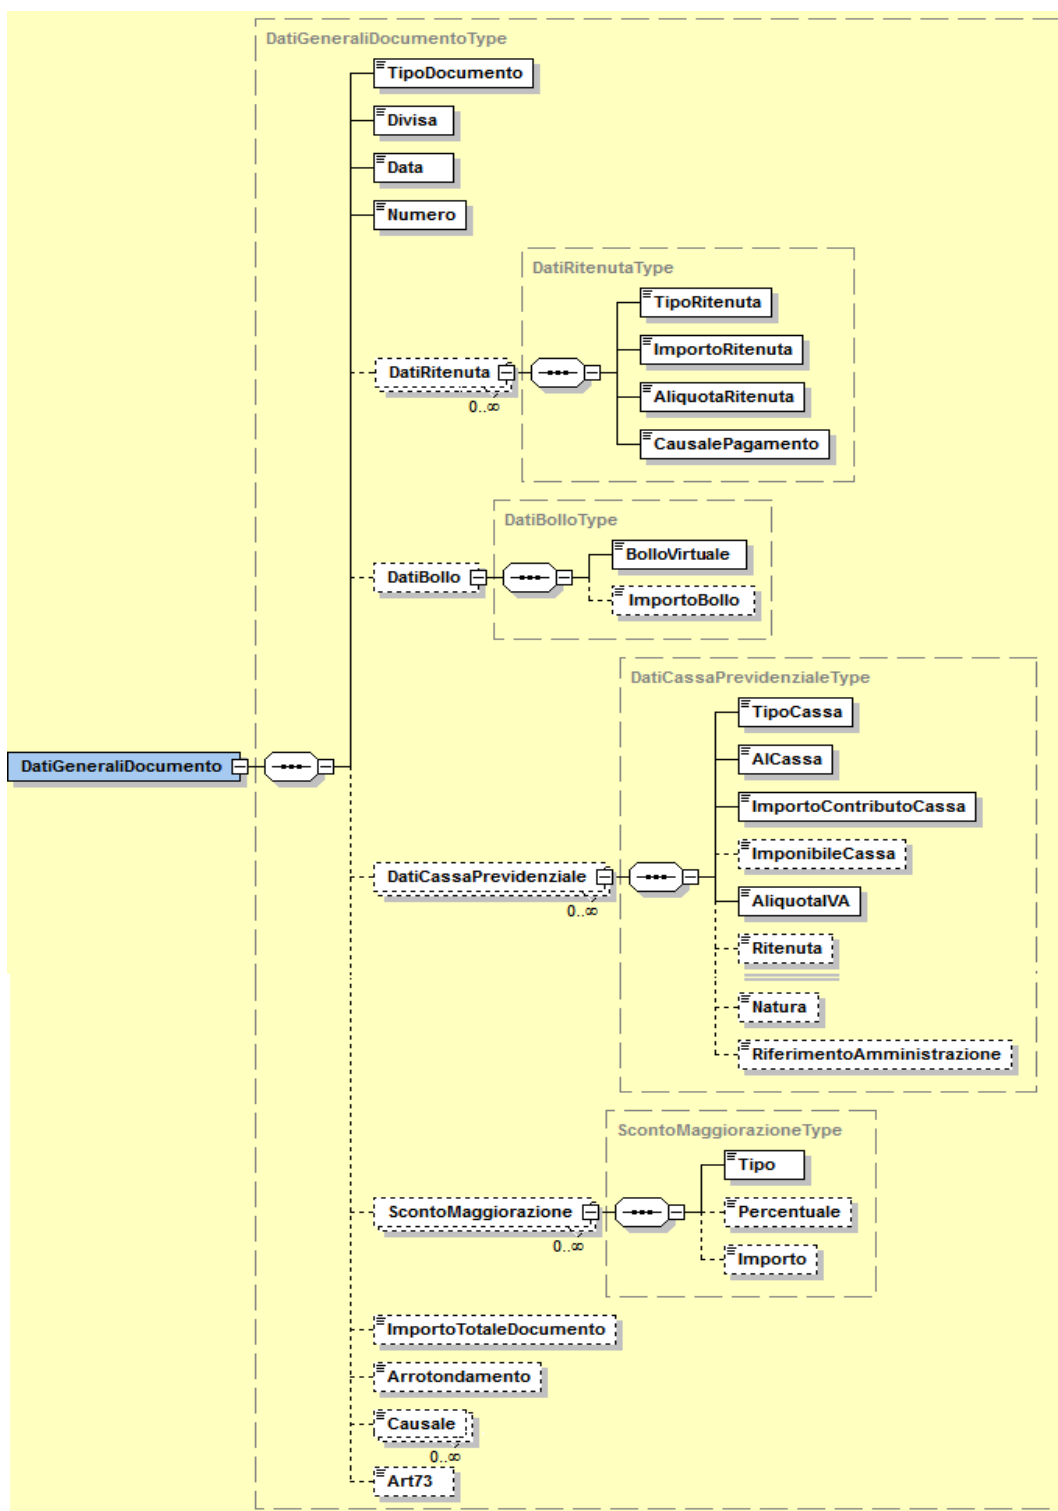 DatiGeneraliDocumentoType
TipoDocumento
Divisa
Data
Numero
DatiRitenutaType
TipoRitenuta
ImportoRitenuta
DatiRitenuta
0..∞
AliquotaRitenuta
CausalePagamento
DatiBolloType
BolloVirtuale
DatiBollo
ImportoBollo
DatiCassaPrevidenzialeType
TipoCassa
AlCassa
DatiGeneraliDocumento
ImportoContributoCassa
ImponibileCassa
DatiCassaPrevidenziale
0..∞
AliquotaIVA
Ritenuta
Natura
RiferimentoAmministrazione
ScontoMaggiorazioneType
Tipo
ScontoMaggiorazione
0..∞
Percentuale
Importo
ImportoTotaleDocumento
Arrotondamento
Causale
0..∞
Art73